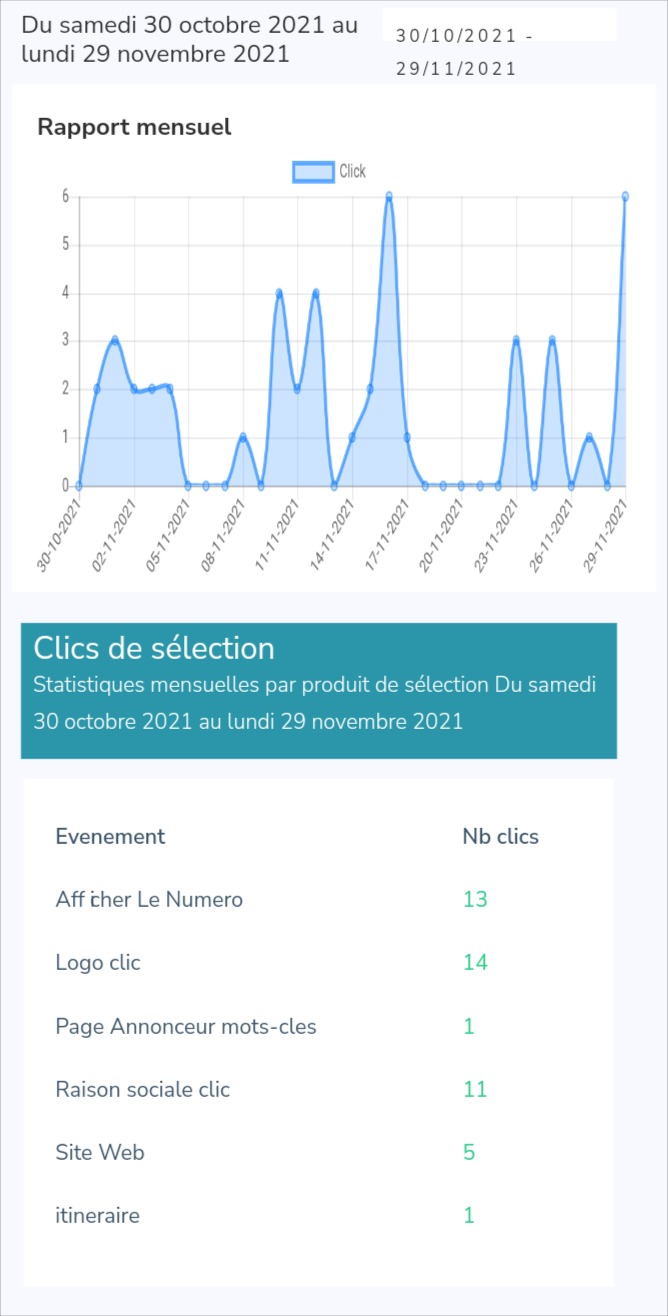 Du samedi 30 octobre 2021 au
lundi 29 novembre 2021
30/10/2021 -
29/11/2021
Rapport mensuel
Click
6
5
4
3
2
1
0
30-10-2021
02-11-2021
05-11-2021
08-11-2021
11-11-2021
14-11-2021
17-11-2021
20-11-2021
23-11-2021
26-11-2021
29-11-2021
Clics de sélection
Statistiques mensuelles par produit de sélection Du samedi
30 octobre 2021 au lundi 29 novembre 2021
Evenement Nb clics
Afficher Le Numero 13
Logo clic 14
Page Annonceur mots-cles 1
Raison sociale clic 11
Site Web 5
itineraire 1